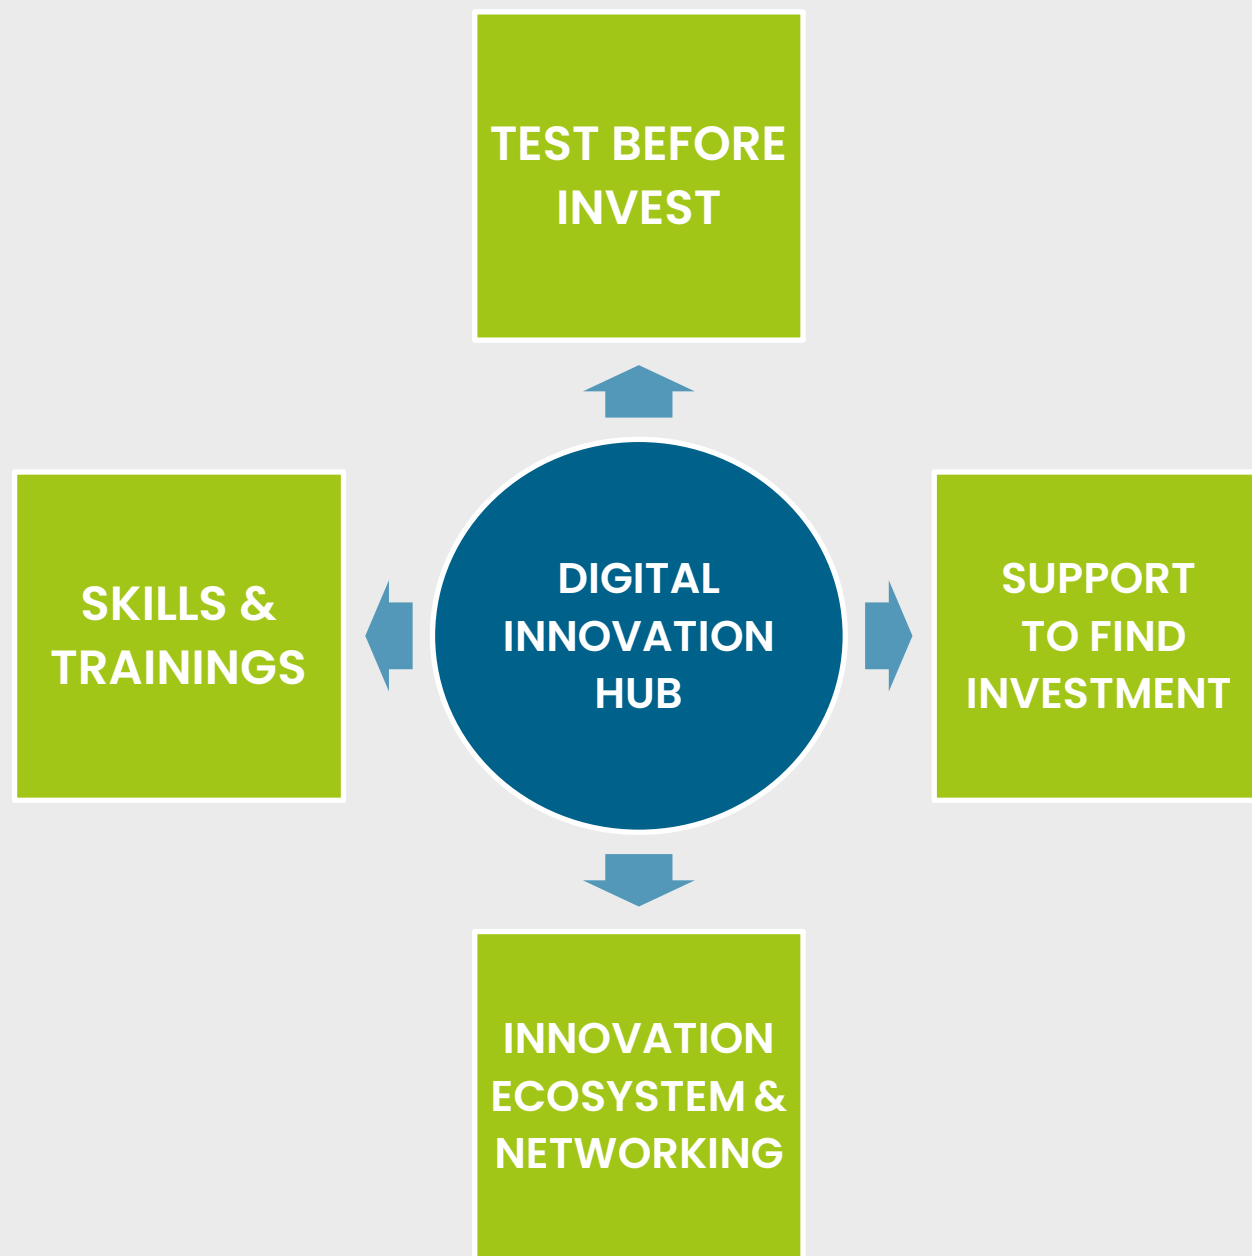 TEST BEFORE
INVEST
SKILLS &
TRAININGS
DIGITAL
INNOVATION
HUB
SUPPORT
TO FIND
INVESTMENT
INNOVATION
ECOSYSTEM &
NETWORKING